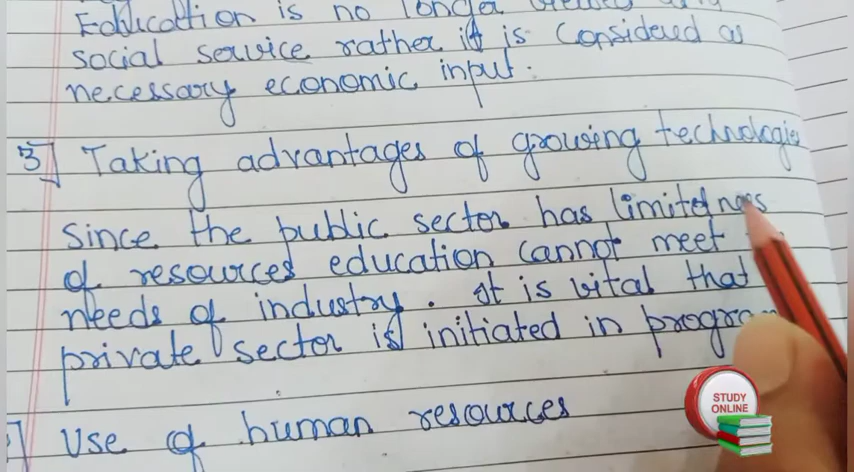 Education is no longer
social service rather it is considered as
necessary economic input.
3] Taking advantages of growing technologies
Since the public sector has limitedness
of resources education cannot meet
needs of industry. It is vital that
private sector is initiated in
Use of human resources
STUDY
ONLINE